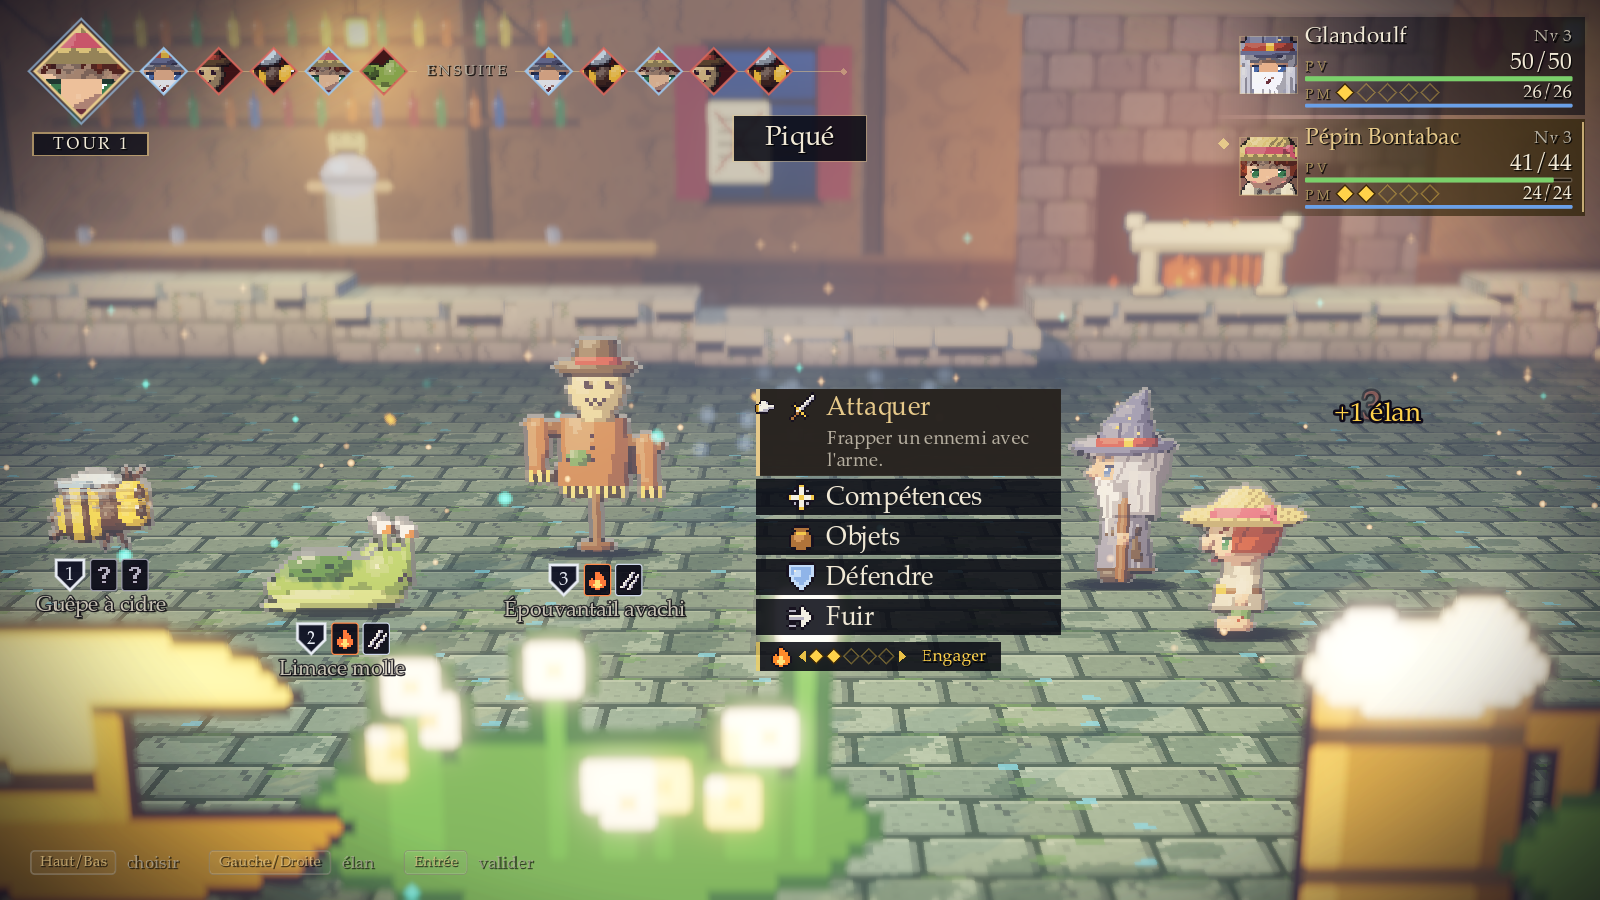 ENSUITE
TOUR 1
Piqué
Glandoulf Nv 3
PV 50/50
PM 26/26
Pépin Bontabac Nv 3
PV 41/44
PM 24/24
+1 élan
Attaquer
Frapper un ennemi avec
l'arme.
Compétences
Objets
Défendre
Fuir
Engager
1 ? ?
Guêpe à cidre
2
Limace molle
3
Épouvantail avachi
Haut/Bas choisir Gauche/Droite élan Entrée valider